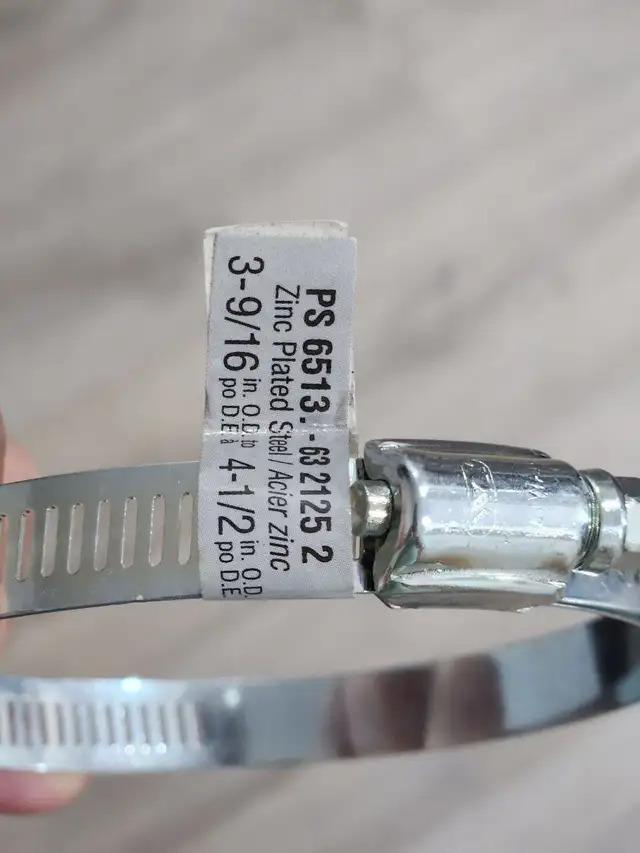 PS 6513. - 63 2125 2
Zinc Plated Steel / Acier zinc
3-9/16 in. O.D. to po D.E. à 4-1/2 in. O.D. po D.E